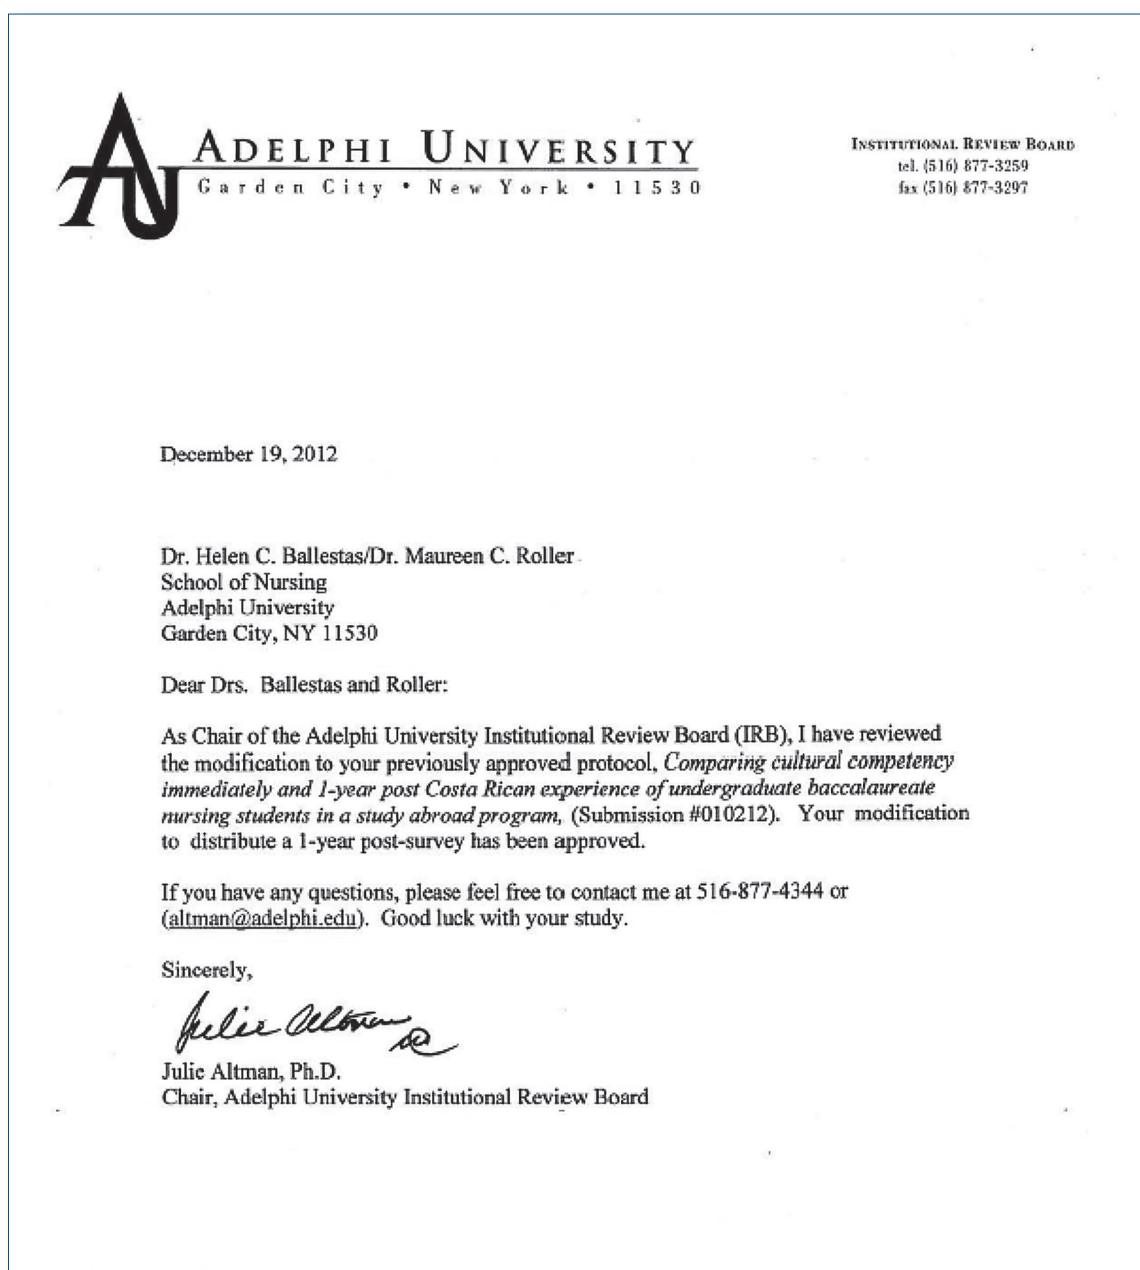 ADELPHI UNIVERSITY
Garden City • New York • 11530
INSTITUTIONAL REVIEW BOARD
tel. (516) 877-3259
fax (516) 877-3297
December 19, 2012
Dr. Helen C. Ballestas/Dr. Maureen C. Roller
School of Nursing
Adelphi University
Garden City, NY 11530
Dear Drs. Ballestas and Roller:
As Chair of the Adelphi University Institutional Review Board (IRB), I have reviewed
the modification to your previously approved protocol, Comparing cultural competency
immediately and 1-year post Costa Rican experience of undergraduate baccalaureate
nursing students in a study abroad program, (Submission #010212). Your modification
to distribute a 1-year post-survey has been approved.
If you have any questions, please feel free to contact me at 516-877-4344 or
(altman@adelphi.edu). Good luck with your study.
Sincerely,
Julie Altman
Julie Altman, Ph.D.
Chair, Adelphi University Institutional Review Board